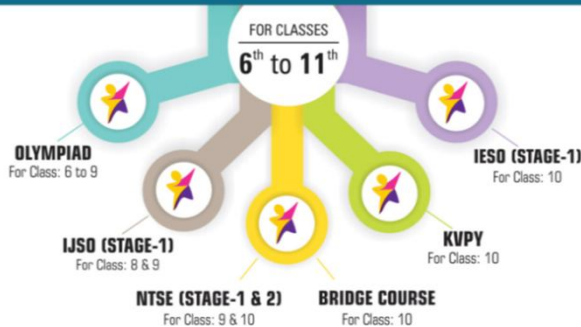 FOR CLASSES
6th to 11th
OLYMPIAD
For Class: 6 to 9
IESO (STAGE-1)
For Class: 10
IJSO (STAGE-1)
For Class: 8 & 9
KVPY
For Class: 10
NTSE (STAGE-1 & 2)
For Class: 9 & 10
BRIDGE COURSE
For Class: 10